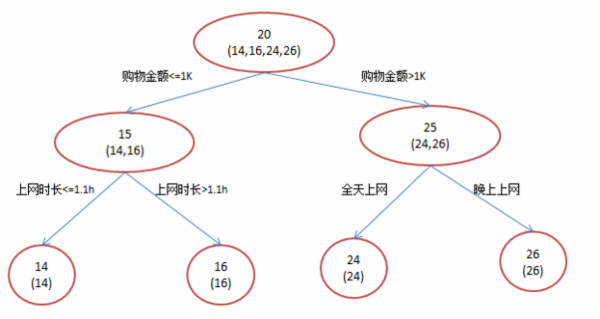 20
(14,16,24,26)
购物金额<=1K
购物金额>1K
15
(14,16)
25
(24,26)
上网时长<=1.1h
上网时长>1.1h
全天上网
晚上上网
14
(14)
16
(16)
24
(24)
26
(26)